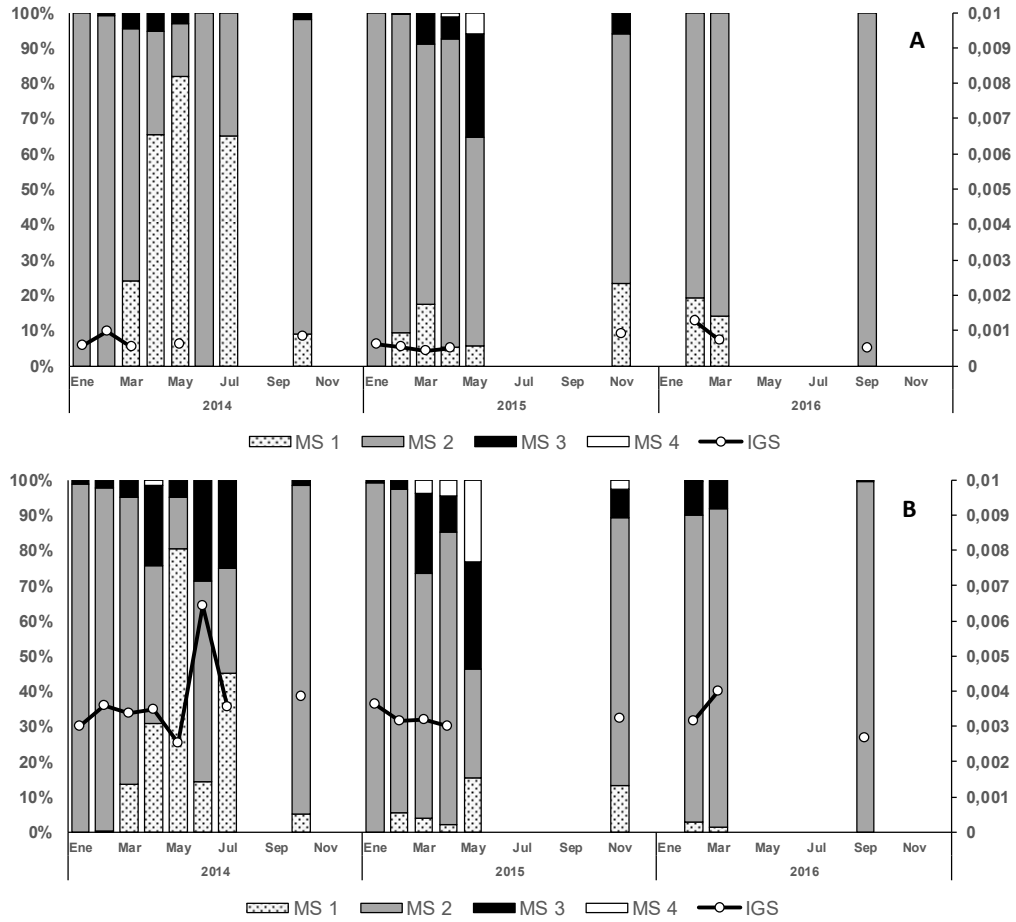 100% 0,01
A
90% 0,009
80% 0,008
70% 0,007
60% 0,006
50% 0,005
40% 0,004
30% 0,003
20% 0,002
10% 0,001
0% 0
Ene Mar May Jul Sep Nov Ene Mar May Jul Sep Nov Ene Mar May Jul Sep Nov
2014 2015 2016
MS 1 MS 2 MS 3 MS 4 IGS
100% 0,01
B
90% 0,009
80% 0,008
70% 0,007
60% 0,006
50% 0,005
40% 0,004
30% 0,003
20% 0,002
10% 0,001
0% 0
Ene Mar May Jul Sep Nov Ene Mar May Jul Sep Nov Ene Mar May Jul Sep Nov
2014 2015 2016
MS 1 MS 2 MS 3 MS 4 IGS